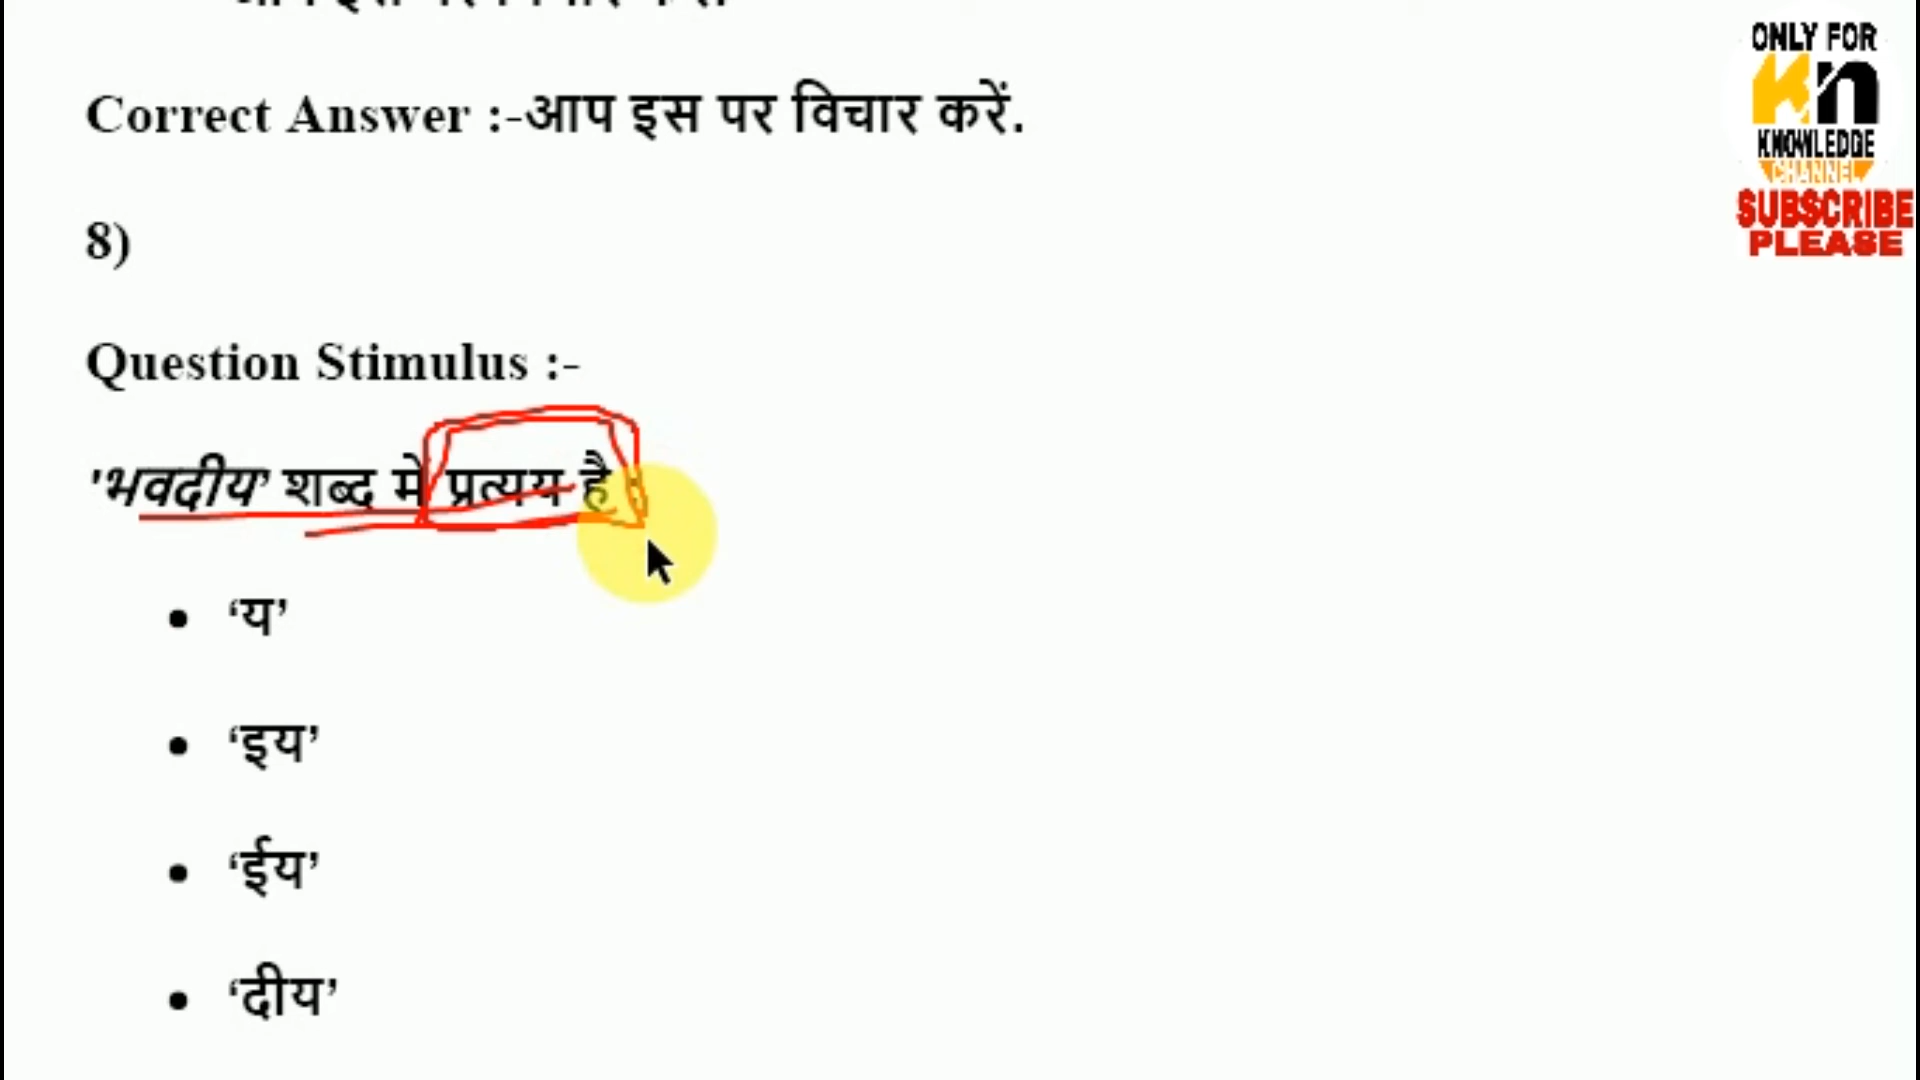 Correct Answer :-आप इस पर विचार करें.
8)
Question Stimulus :-
'भवदीय’ शब्द में प्रत्यय है :
• ‘य’
• ‘इय’
• ‘ईय’
• ‘दीय’
ONLY FOR
Kn
KNOWLEDGE
CHANNEL
SUBSCRIBE
PLEASE